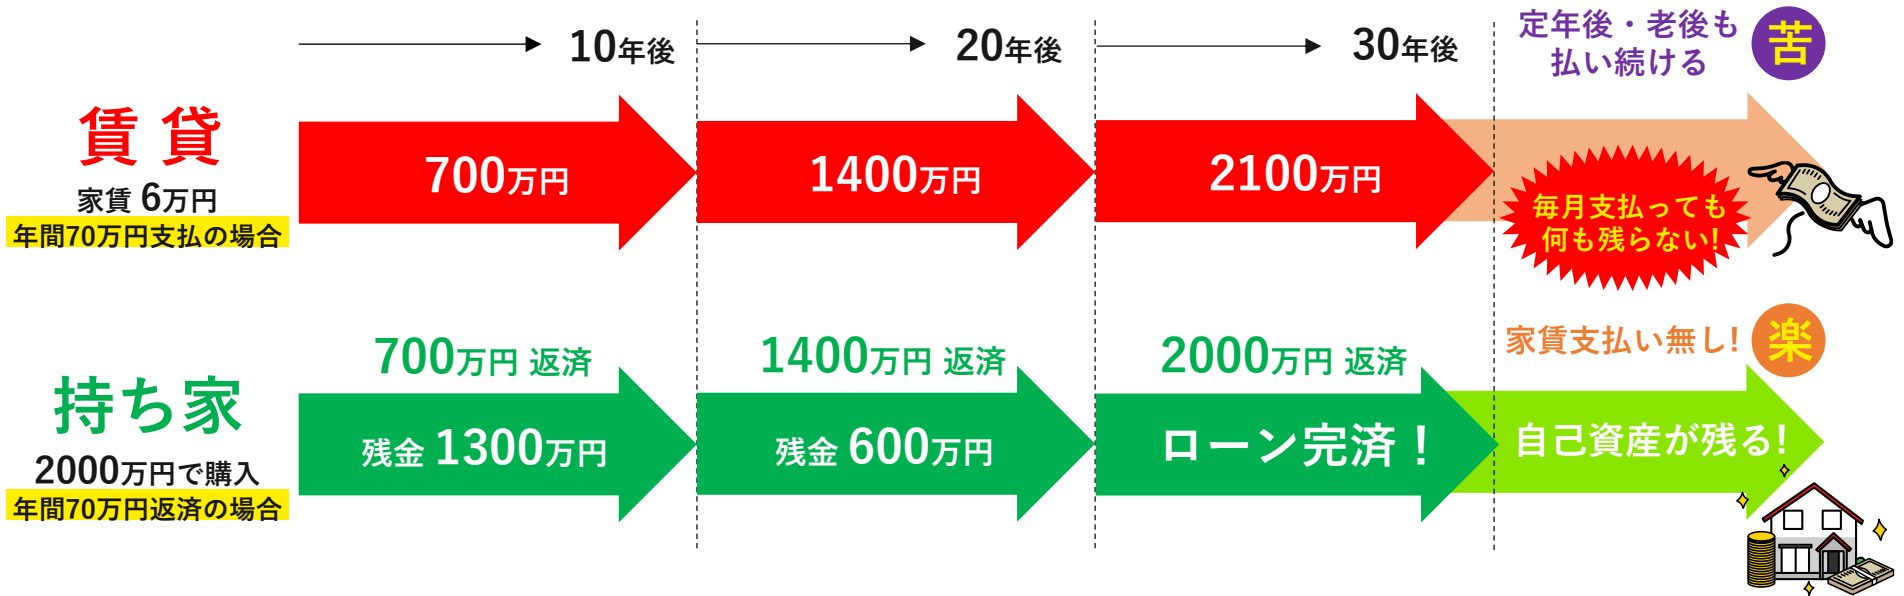 10年後
20年後
30年後
定年後・老後も
払い続ける
苦
賃貸
家賃 6万円
年間70万円支払の場合
700万円
1400万円
2100万円
毎月支払っても
何も残らない!
持ち家
2000万円で購入
年間70万円返済の場合
700万円 返済
残金 1300万円
1400万円 返済
残金 600万円
2000万円 返済
ローン完済！
家賃支払い無し!
楽
自己資産が残る!